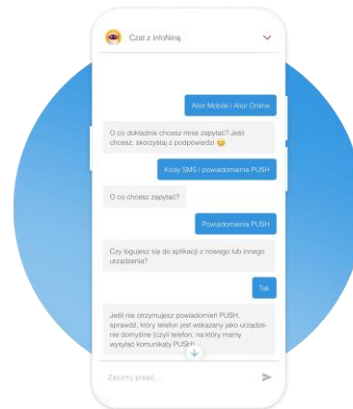 Czat z InfoNiną
Alior Mobile i Alior Online
O co dokładnie chcesz mnie zapytać? Jeśli
chcesz, skorzystaj z podpowiedzi 😊
Kody SMS i powiadomienia PUSH
O co chcesz zapytać?
Powiadomienia PUSH
Czy logujesz się do aplikacji z nowego lub innego
urządzenia?
Tak
Jeśli nie otrzymujesz powiadomień PUSH,
sprawdź, który telefon jest wskazany jako urządze-
nie domyślne (czyli telefon, na który mamy
wysyłać komunikaty PUSH)
Zacznij pisać...